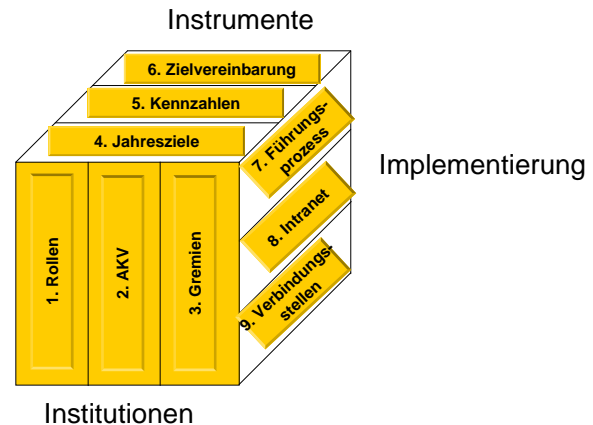 Instrumente
6. Zielvereinbarung
5. Kennzahlen
4. Jahresziele
7. Führungs-
prozess
Implementierung
8. Intranet
9. Verbindungs-
stellen
1. Rollen
2. AKV
3. Gremien
Institutionen